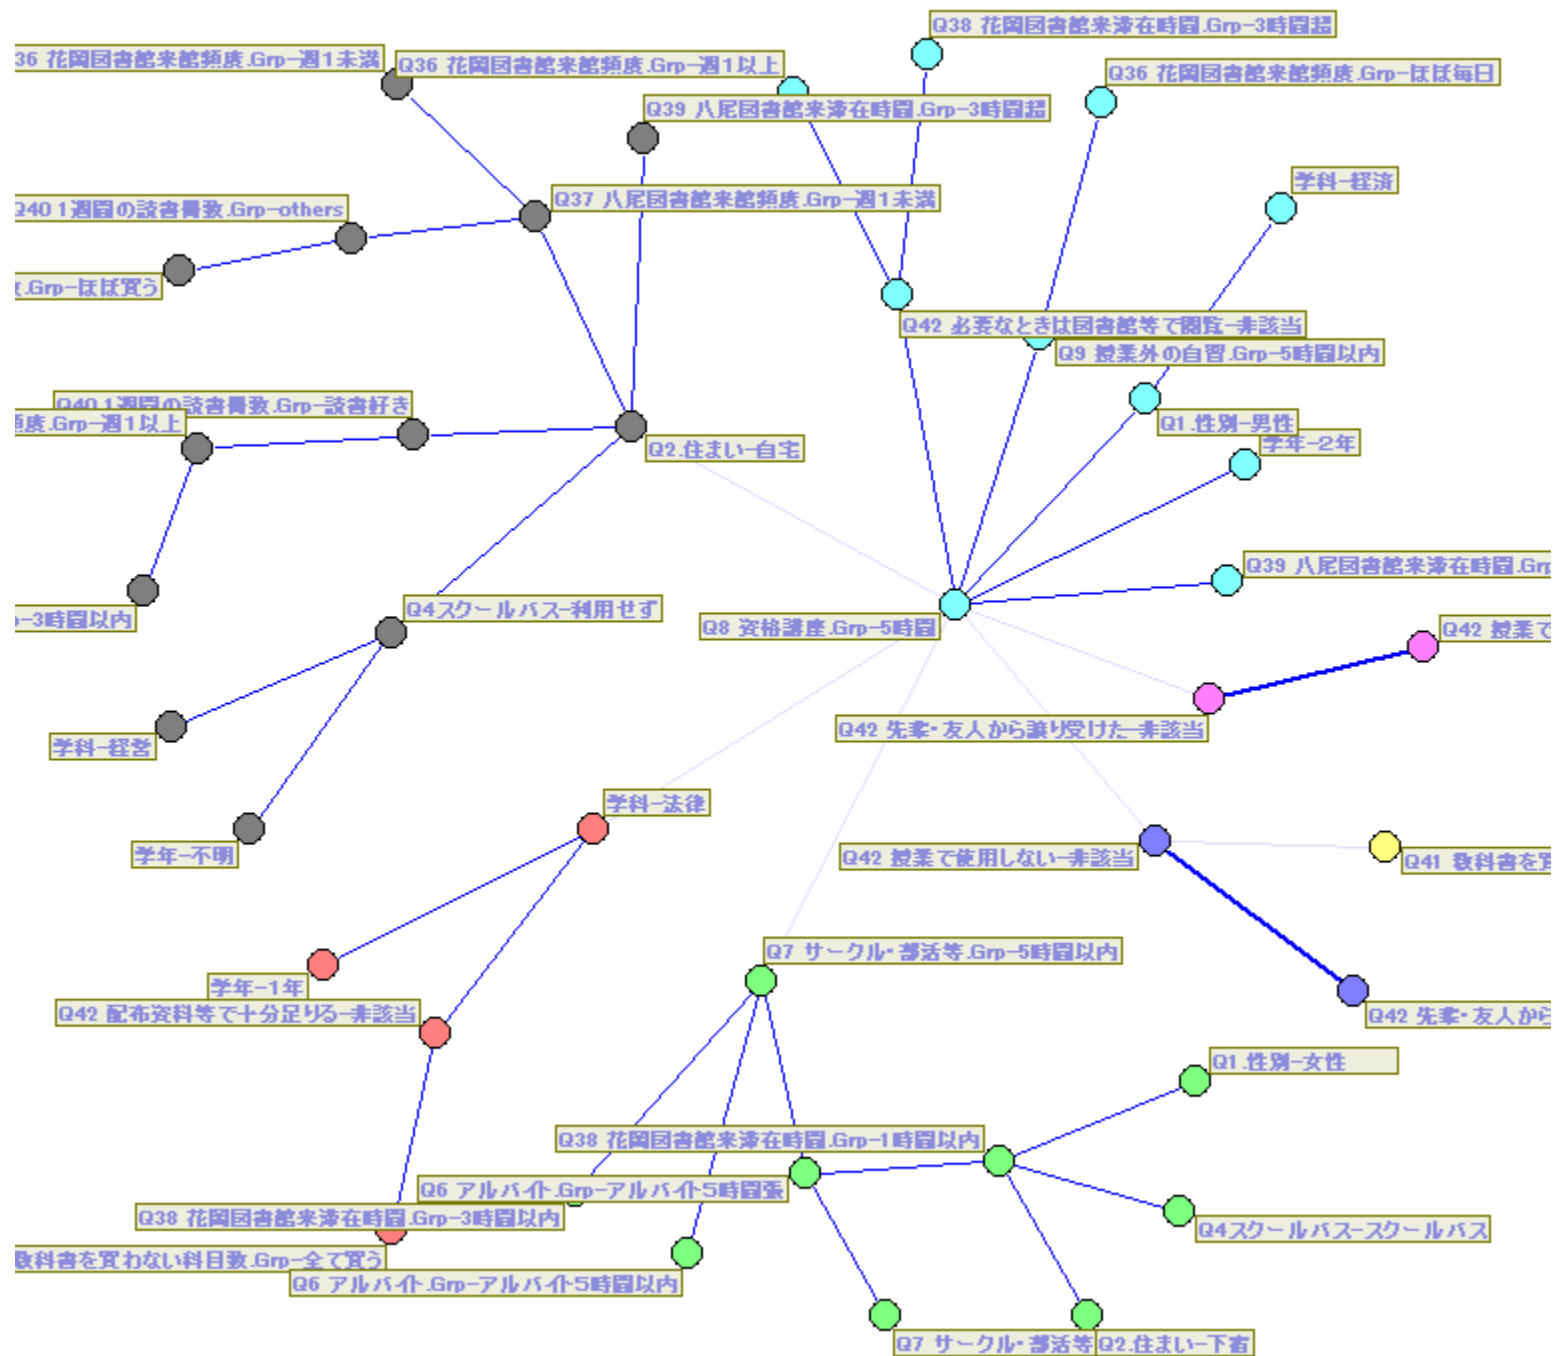 Q38 花岡図書館来滞在時間.Grp-3時間超
36 花岡図書館来館頻度.Grp-週1未満
Q36 花岡図書館来館頻度.Grp-週1以上
Q36 花岡図書館来館頻度.Grp-ほぼ毎日
Q39 八尾図書館来滞在時間.Grp-3時間超
学科-経済
Q37 八尾図書館来館頻度.Grp-週1未満
Q40 1週間の読書冊数.Grp-others
.Grp-ほぼ買う
Q42 必要なときは図書館等で閲覧-非該当
Q9 授業外の自習.Grp-5時間以内
Q40 1週間の読書冊数.Grp-読書好き
頻度.Grp-週1以上
Q1.性別-男性
学年-2年
Q2.住まい-自宅
Q39 八尾図書館来滞在時間.Grp
-3時間以内
Q4スクールバス-利用せず
Q8 資格講座.Grp-5時間
Q42 授業で
Q42 先輩・友人から譲り受けた-非該当
学科-経営
学科-法律
学年-不明
Q42 授業で使用しない-非該当
Q41 教科書を買
Q7 サークル・部活等.Grp-5時間以内
学年-1年
Q42 配布資料等で十分足りる-非該当
Q42 先輩・友人から
Q1.性別-女性
Q38 花岡図書館来滞在時間.Grp-1時間以内
Q6 アルバイト.Grp-アルバイト5時間張
Q38 花岡図書館来滞在時間.Grp-3時間以内
Q4スクールバス-スクールバス
教科書を買わない科目数.Grp-全て買う
Q6 アルバイト.Grp-アルバイト5時間以内
Q7 サークル・部活等
Q2.住まい-下宿